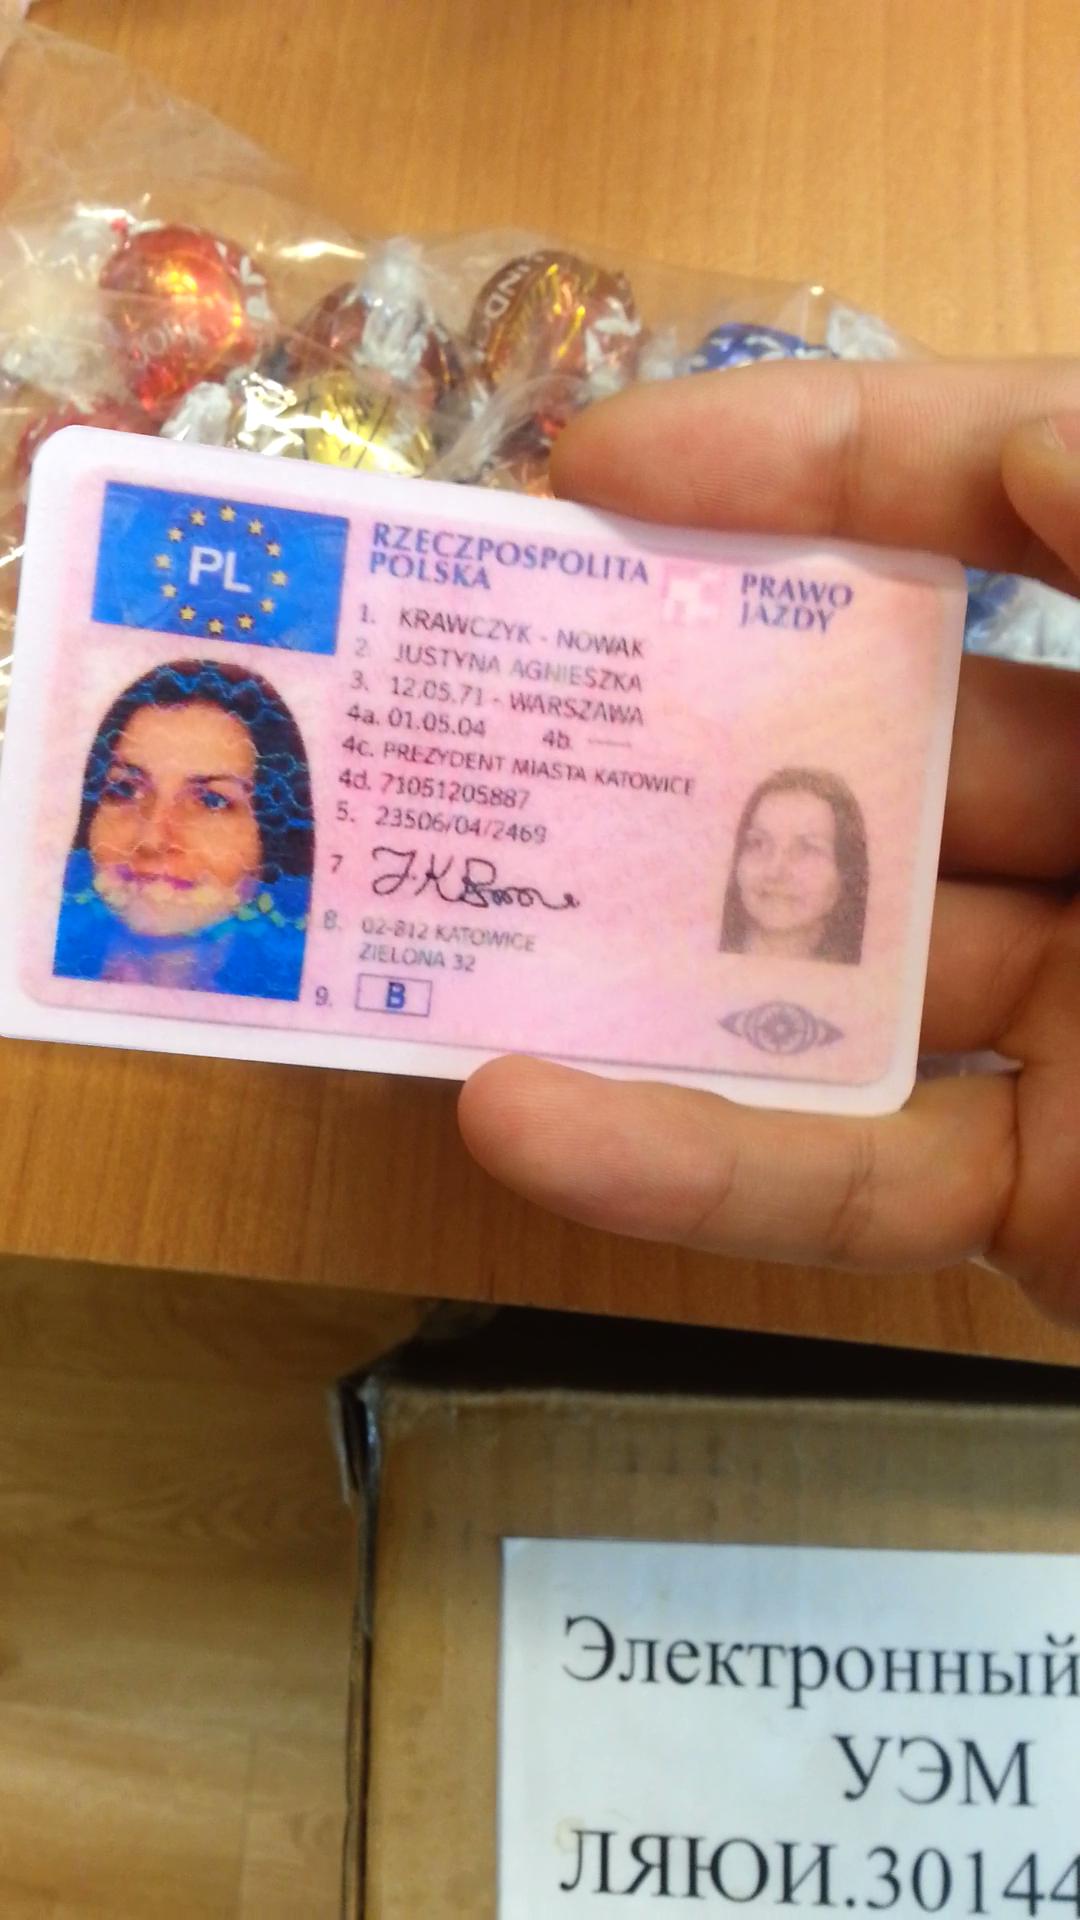 LINDOR
LIND
PL
RZECZPOSPOLITA
POLSKA
PRAWO
JAZDY
1. KRAWCZYK - NOWAK
2. JUSTYNA AGNIESZKA
3. 12.05.71 - WARSZAWA
4a. 01.05.04 4b. ——
4c. PREZYDENT MIASTA KATOWICE
4d. 71051205887
5. 23506/04/2469
7
8. 02-812 KATOWICE
ZIELONA 32
9. B
Электронный
УЭМ
ЛЯЮИ.30144